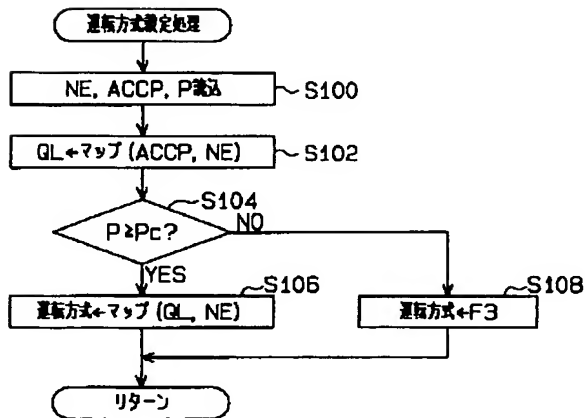 運転方式設定処理
NE, ACCP, P読込
S100
QL←マップ (ACCP, NE)
S102
S104
P≧Pc?
NO
YES
S106
運転方式←マップ (QL, NE)
S108
運転方式←F3
リターン